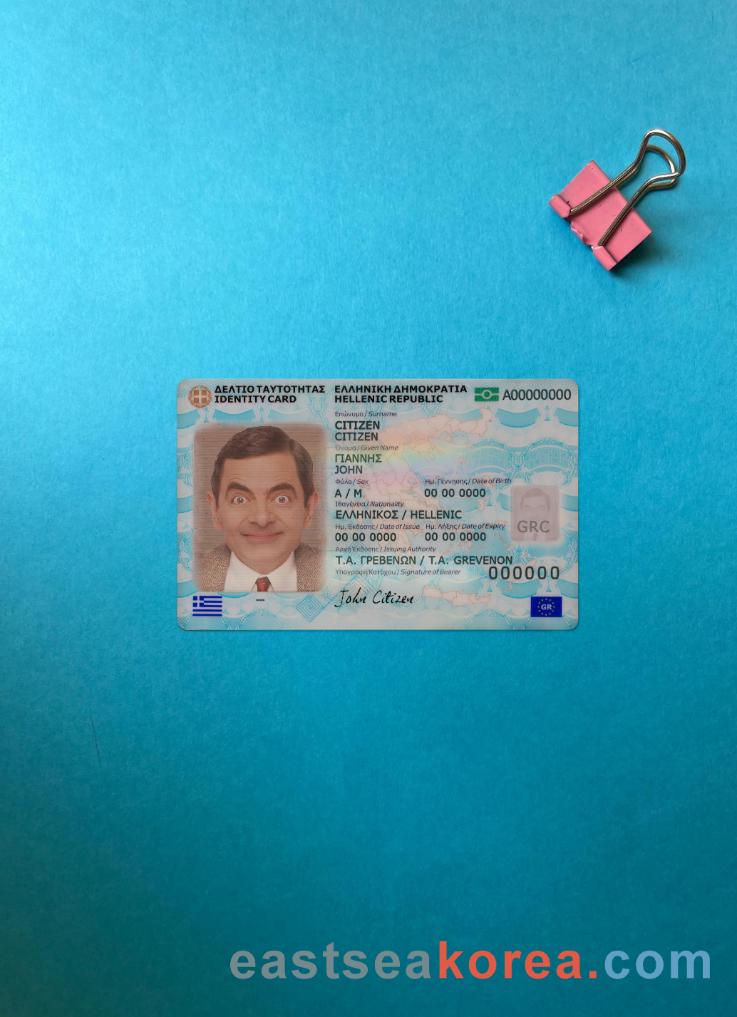 ΔΕΛΤΙΟ ΤΑΥΤΟΤΗΤΑΣ
IDENTITY CARD
ΕΛΛΗΝΙΚΗ ΔΗΜΟΚΡΑΤΙΑ
HELLENIC REPUBLIC
A00000000
Επώνυμο / Surname
CITIZEN
CITIZEN
Όνομα / Given Name
ΓΙΑΝΝΗΣ
JOHN
Φύλο / Sex Ημ. Γέννησης / Date of Birth
A / M 00 00 0000
Ιθαγένεια / Nationality
ΕΛΛΗΝΙΚΟΣ / HELLENIC
Ημ. Έκδοσης / Date of Issue Ημ. Λήξης / Date of Expiry
00 00 0000 00 00 0000
GRC
Αρχή Έκδοσης / Issuing Authority
Τ.Α. ΓΡΕΒΕΝΩΝ / T.A. GREVENON
Υπογραφή Κατόχου / Signature of Bearer
000000
John Citizen
GR
eastseakorea.com